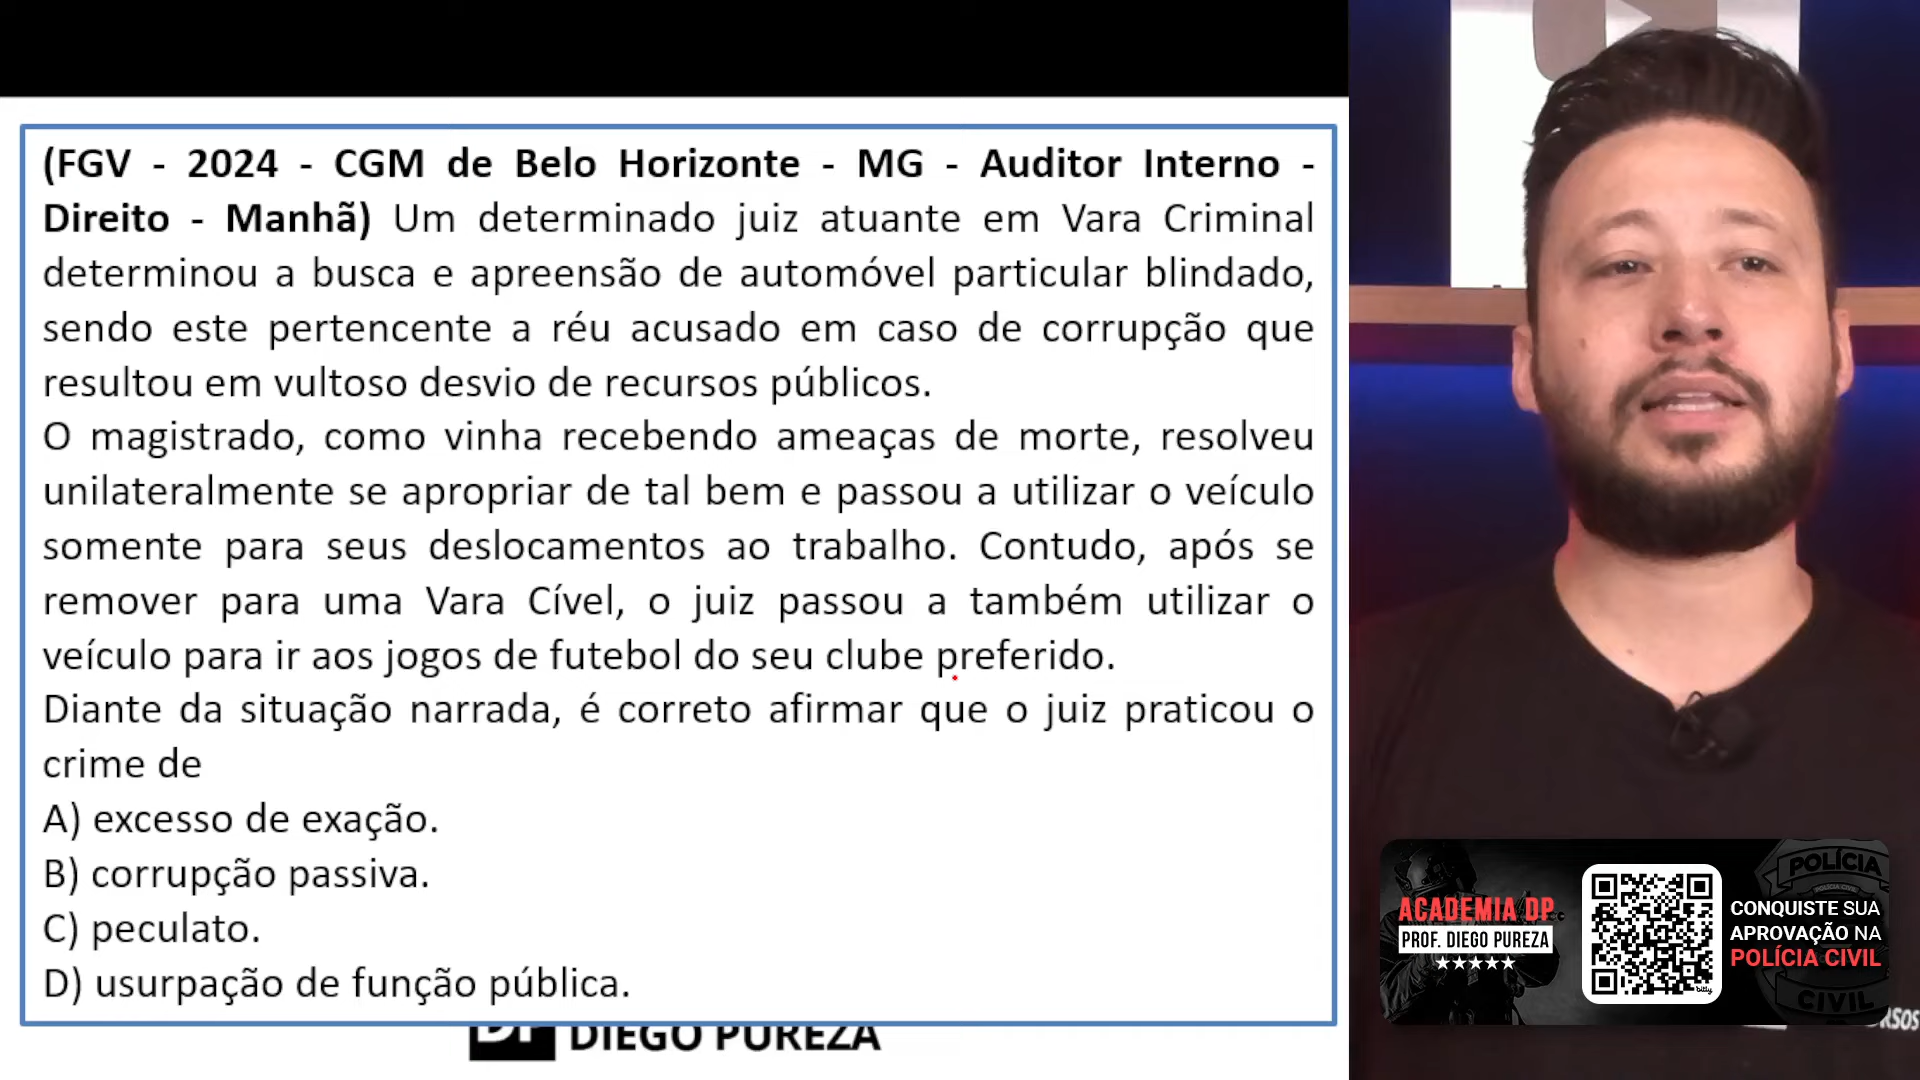 (FGV - 2024 - CGM de Belo Horizonte - MG - Auditor Interno -
Direito - Manhã) Um determinado juiz atuante em Vara Criminal
determinou a busca e apreensão de automóvel particular blindado,
sendo este pertencente a réu acusado em caso de corrupção que
resultou em vultoso desvio de recursos públicos.
O magistrado, como vinha recebendo ameaças de morte, resolveu
unilateralmente se apropriar de tal bem e passou a utilizar o veículo
somente para seus deslocamentos ao trabalho. Contudo, após se
remover para uma Vara Cível, o juiz passou a também utilizar o
veículo para ir aos jogos de futebol do seu clube preferido.
Diante da situação narrada, é correto afirmar que o juiz praticou o
crime de
A) excesso de exação.
B) corrupção passiva.
C) peculato.
D) usurpação de função pública.
DP DIEGO PUREZA
ACADEMIA DP
PROF. DIEGO PUREZA
bitly
CONQUISTE SUA
APROVAÇÃO NA
POLÍCIA CIVIL
POLÍCIA
POLÍCIA CIVIL
CIVIL